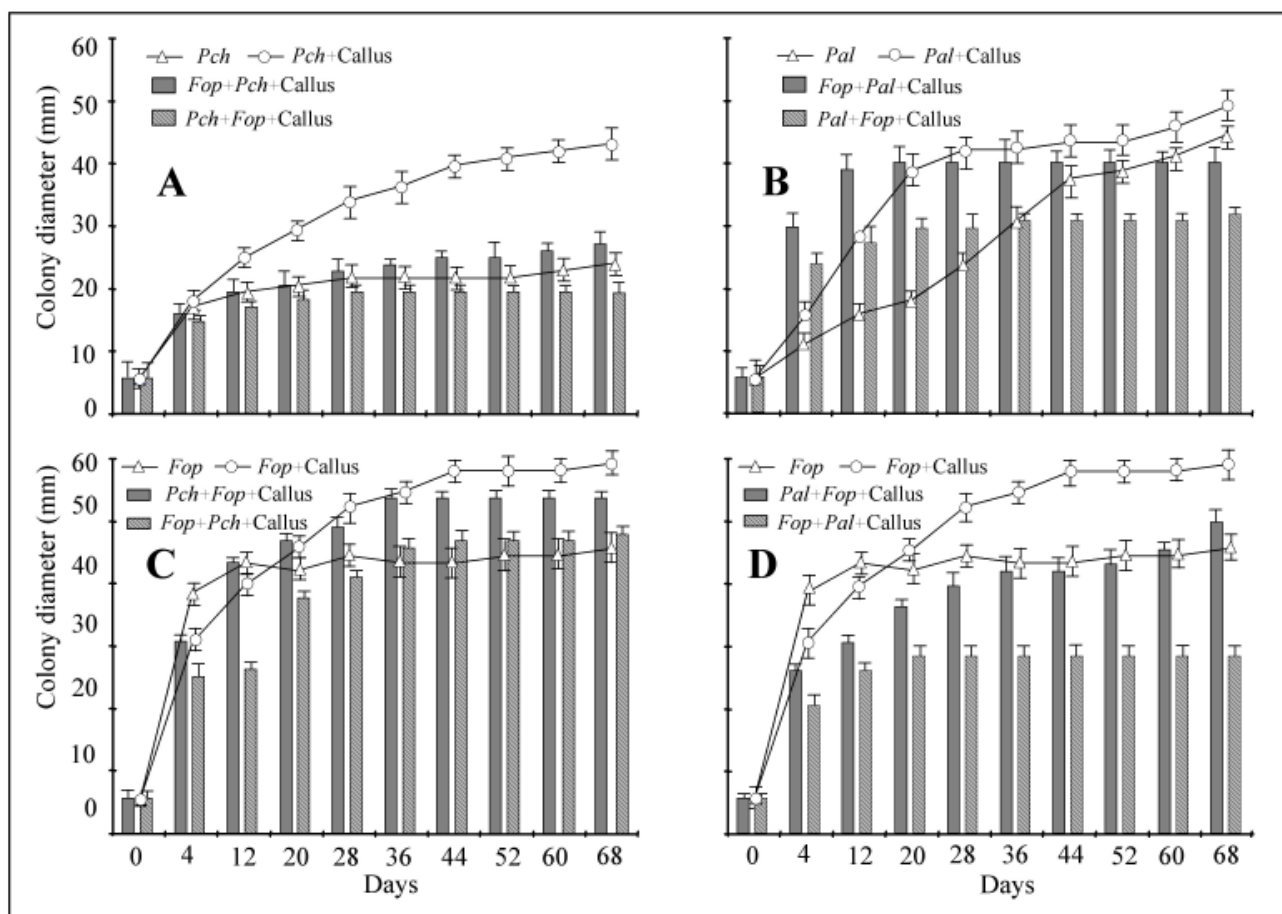 60
50
40
30
20
10
0
Colony diameter (mm)
Pch Pch+Callus
Fop+Pch+Callus
Pch+Fop+Callus
A
Pal Pal+Callus
Fop+Pal+Callus
Pal+Fop+Callus
B
60
50
40
30
20
10
0
Colony diameter (mm)
Fop Fop+Callus
Pch+Fop+Callus
Fop+Pch+Callus
C
Fop Fop+Callus
Pal+Fop+Callus
Fop+Pal+Callus
D
0 4 12 20 28 36 44 52 60 68
Days
0 4 12 20 28 36 44 52 60 68
Days